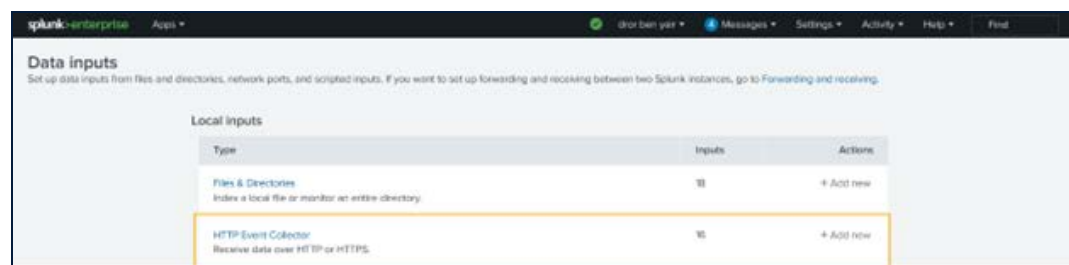 splunk>enterprise Apps
dror ben yair 4 Messages Settings Activity Help Find
Data inputs
Set up data inputs from files and directories, network ports, and scripted inputs. If you want to set up forwarding and receiving between two Splunk instances, go to Forwarding and receiving.
Local inputs
Type Inputs Actions
Files & Directories 18 + Add new
Index a local file or monitor an entire directory.
HTTP Event Collector 16 + Add new
Receive data over HTTP or HTTPS.